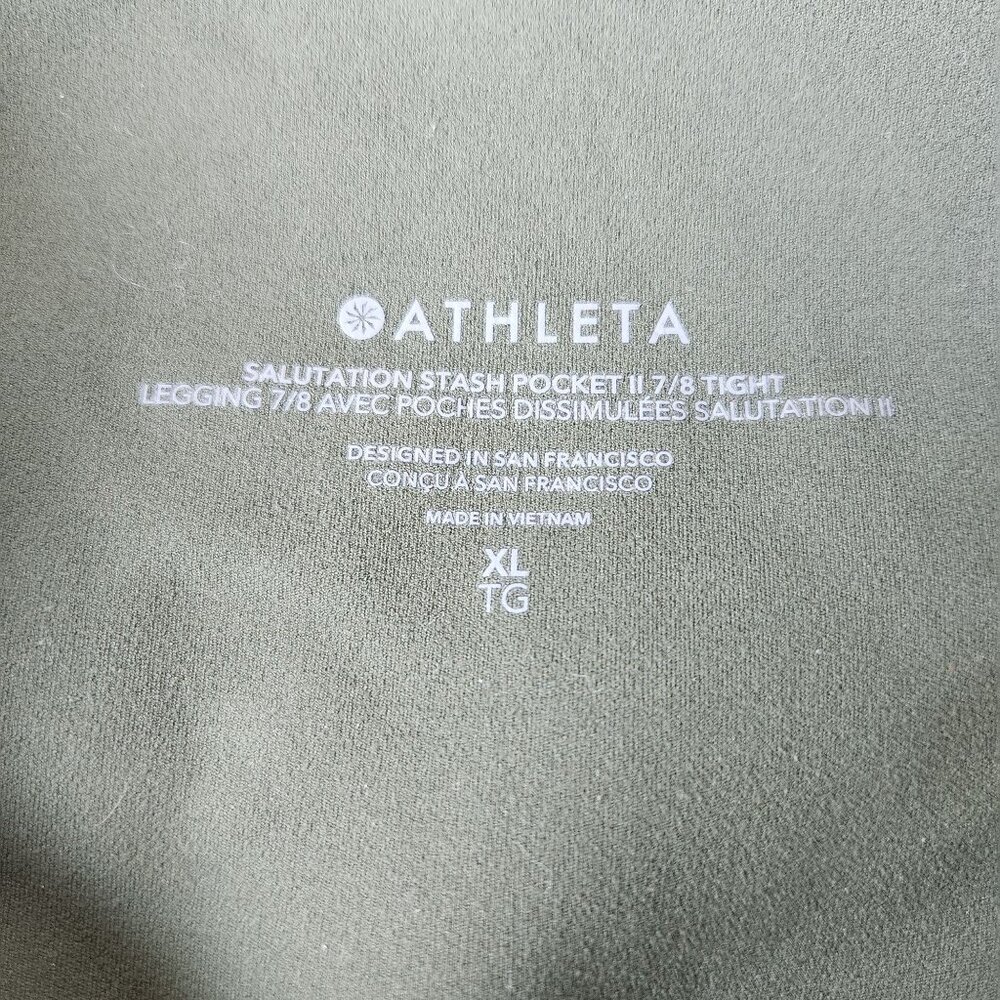 ATHLETA
SALUTATION STASH POCKET II 7/8 TIGHT
LEGGING 7/8 AVEC POCHES DISSIMULÉES SALUTATION II
DESIGNED IN SAN FRANCISCO
CONÇU À SAN FRANCISCO
MADE IN VIETNAM
XL
TG